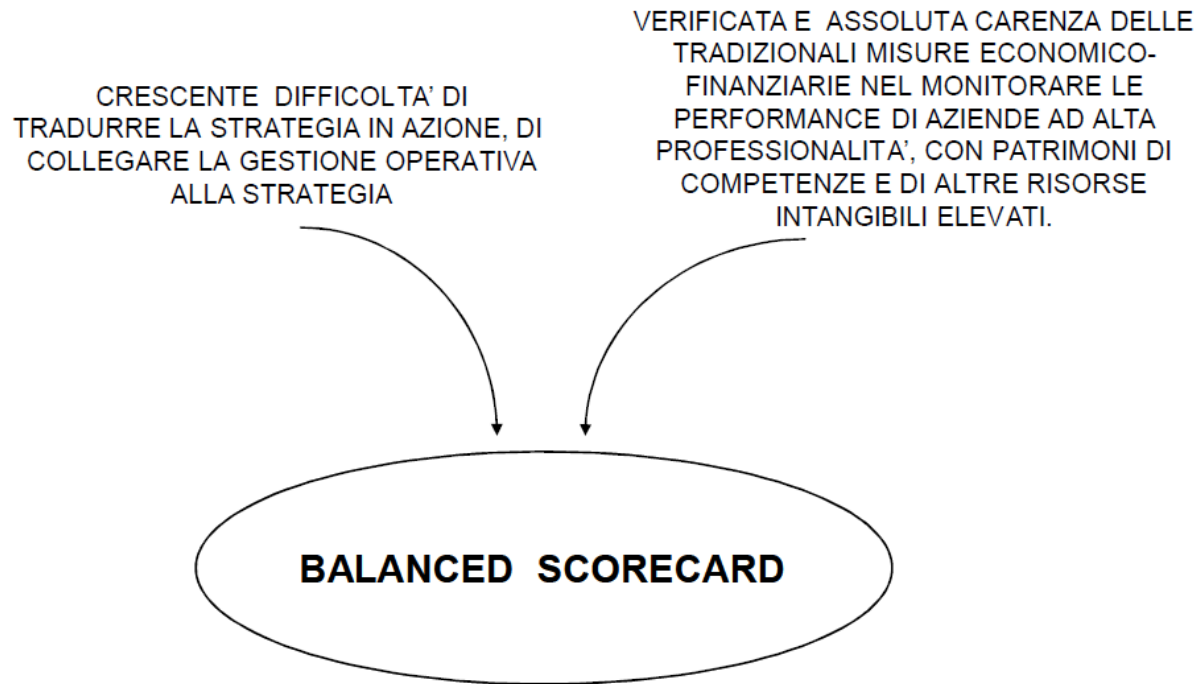 CRESCENTE DIFFICOLTA' DI
TRADURRE LA STRATEGIA IN AZIONE, DI
COLLEGARE LA GESTIONE OPERATIVA
ALLA STRATEGIA
VERIFICATA E ASSOLUTA CARENZA DELLE
TRADIZIONALI MISURE ECONOMICO-
FINANZIARIE NEL MONITORARE LE
PERFORMANCE DI AZIENDE AD ALTA
PROFESSIONALITA', CON PATRIMONI DI
COMPETENZE E DI ALTRE RISORSE
INTANGIBILI ELEVATI.
BALANCED SCORECARD